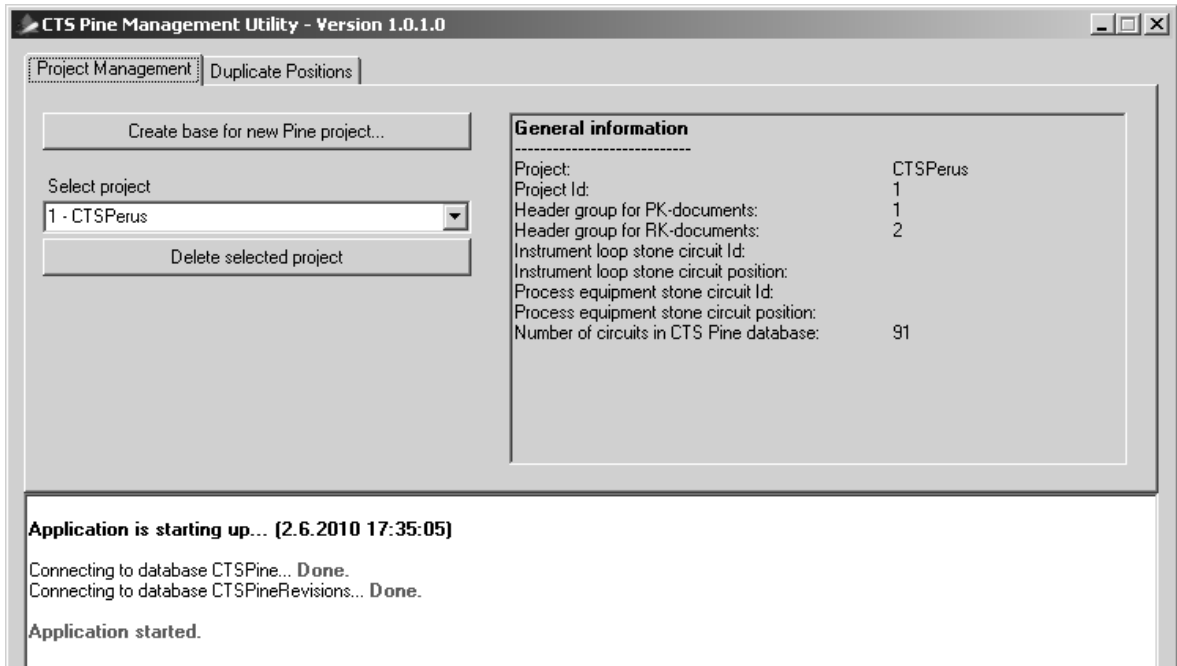 CTS Pine Management Utility - Version 1.0.1.0
Project Management Duplicate Positions
Create base for new Pine project...
Select project
1 - CTSPerus
Delete selected project
General information
----------------------------
Project: CTSPerus
Project Id: 1
Header group for PK-documents: 1
Header group for RK-documents: 2
Instrument loop stone circuit Id:
Instrument loop stone circuit position:
Process equipment stone circuit Id:
Process equipment stone circuit position:
Number of circuits in CTS Pine database: 91
Application is starting up... (2.6.2010 17:35:05)
Connecting to database CTSPine... Done.
Connecting to database CTSPineRevisions... Done.
Application started.